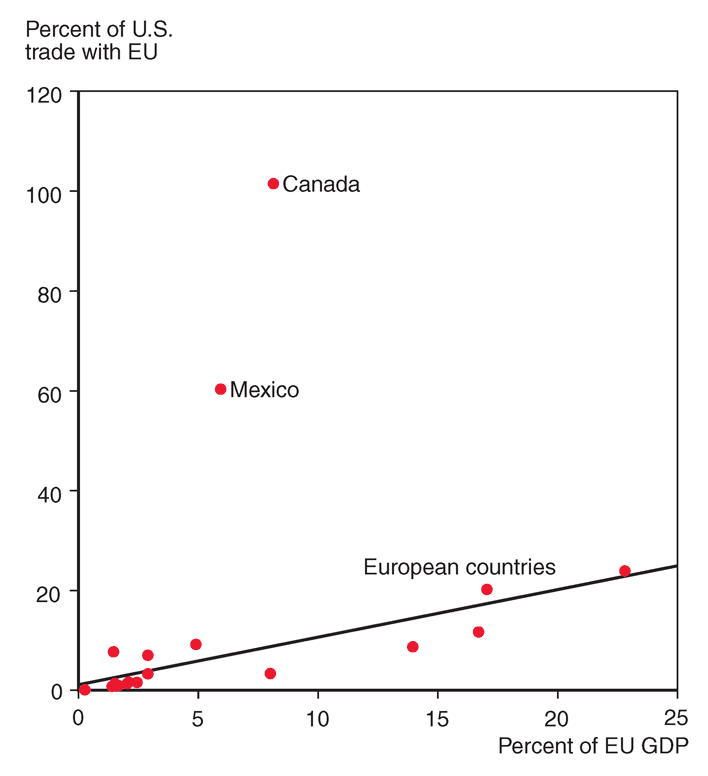 Percent of U.S.
trade with EU
120
100
80
60
40
20
0
Canada
Mexico
European countries
0 5 10 15 20 25
Percent of EU GDP